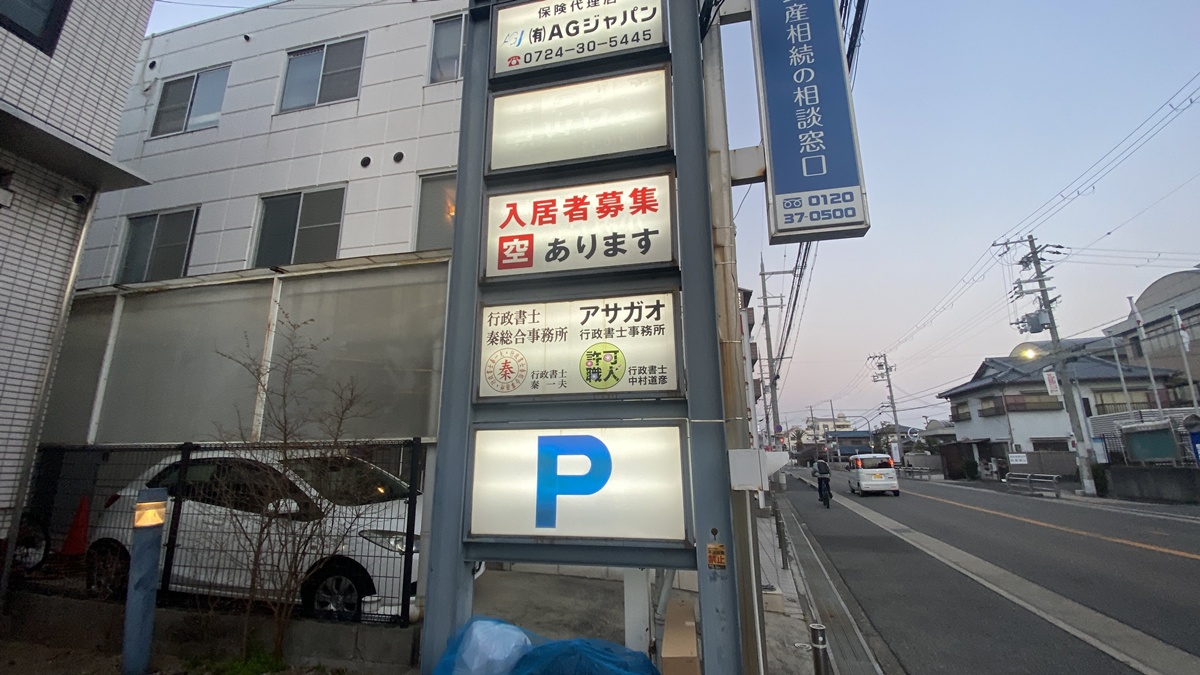 保険代理店
AGJ (有)AGジャパン
☎0724-30-5445
入居者募集
空 あります
行政書士
秦総合事務所
秦
行政書士
秦 一夫
アサガオ
行政書士事務所
許可
職人
行政書士
中村道彦
P
産相続の相談窓口
0120
37-0500